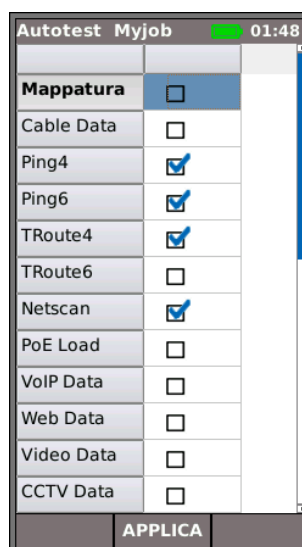 Autotest Myjob 01:48
Mappatura
Cable Data
Ping4
Ping6
TRoute4
TRoute6
Netscan
PoE Load
VoIP Data
Web Data
Video Data
CCTV Data
APPLICA